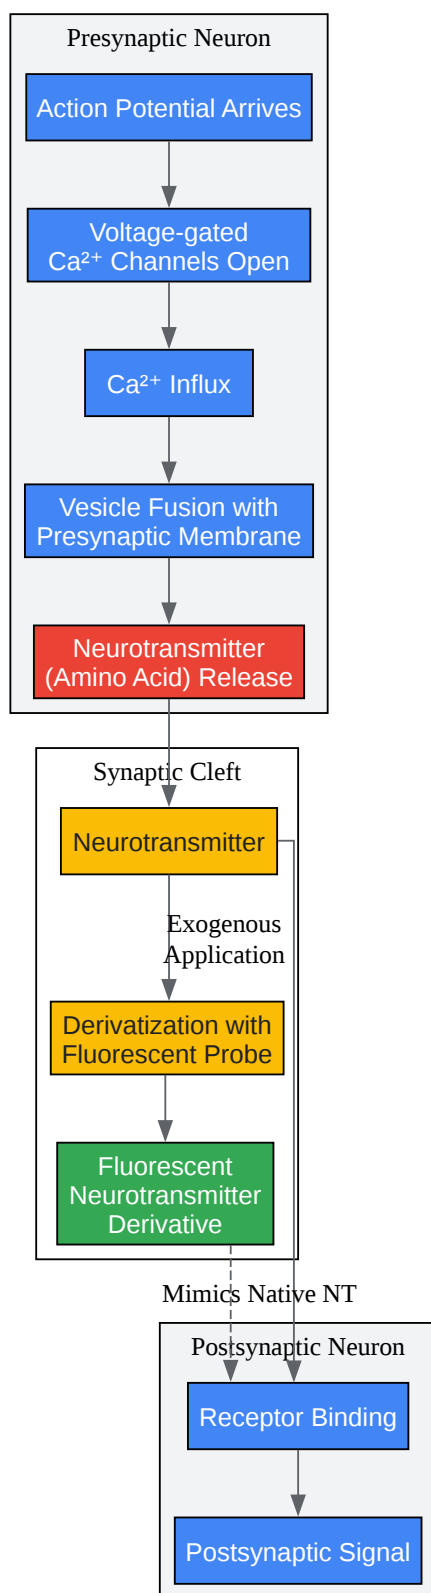 Presynaptic Neuron
Action Potential Arrives
Voltage-gated
Ca²⁺ Channels Open
Ca²⁺ Influx
Vesicle Fusion with
Presynaptic Membrane
Neurotransmitter
(Amino Acid) Release
Synaptic Cleft
Neurotransmitter
Exogenous
Application
Derivatization with
Fluorescent Probe
Fluorescent
Neurotransmitter
Derivative
Mimics Native NT
Postsynaptic Neuron
Receptor Binding
Postsynaptic Signal